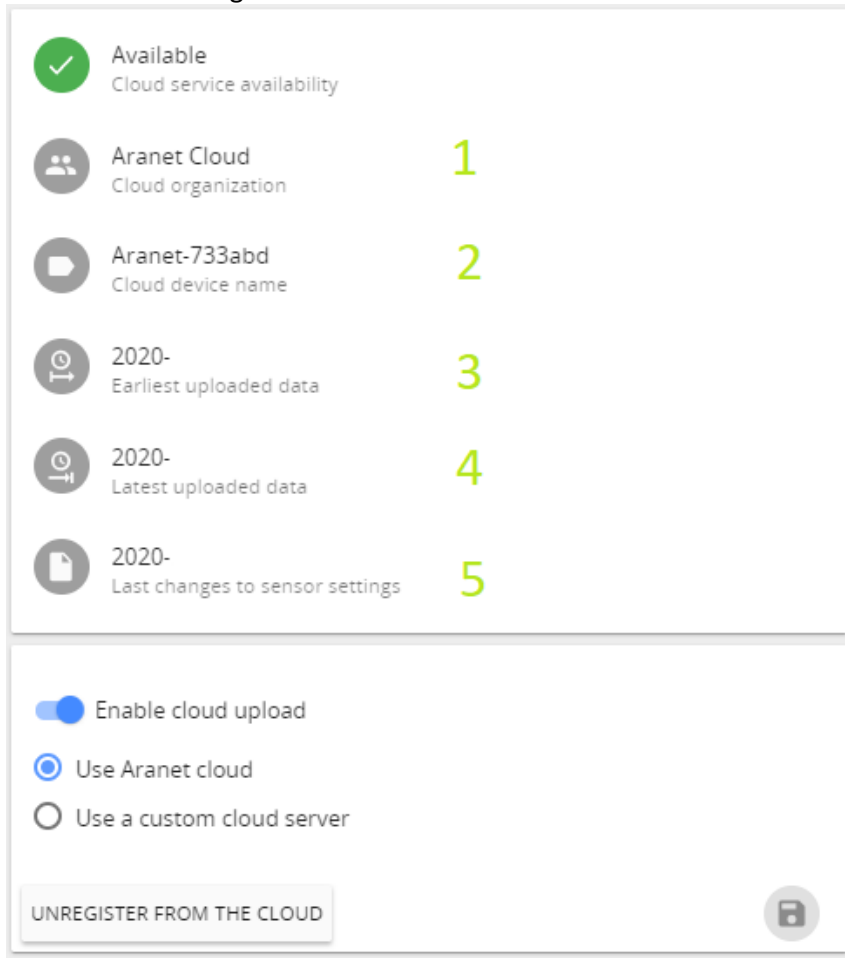 Available
Cloud service availability
Aranet Cloud 1
Cloud organization
Aranet-733abd 2
Cloud device name
2020- 3
Earliest uploaded data
2020- 4
Latest uploaded data
2020- 5
Last changes to sensor settings
Enable cloud upload
Use Aranet cloud
Use a custom cloud server
UNREGISTER FROM THE CLOUD